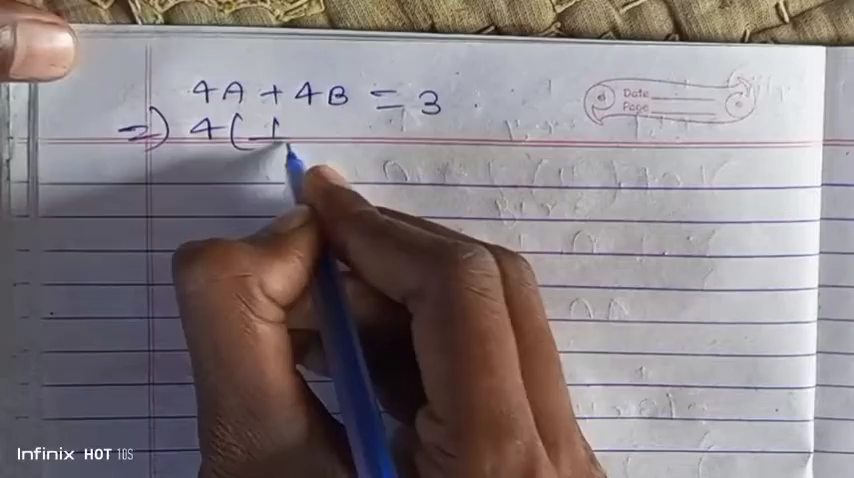 4A + 4B = 3
Date
Page
=> 4( 1
Infinix HOT 10S